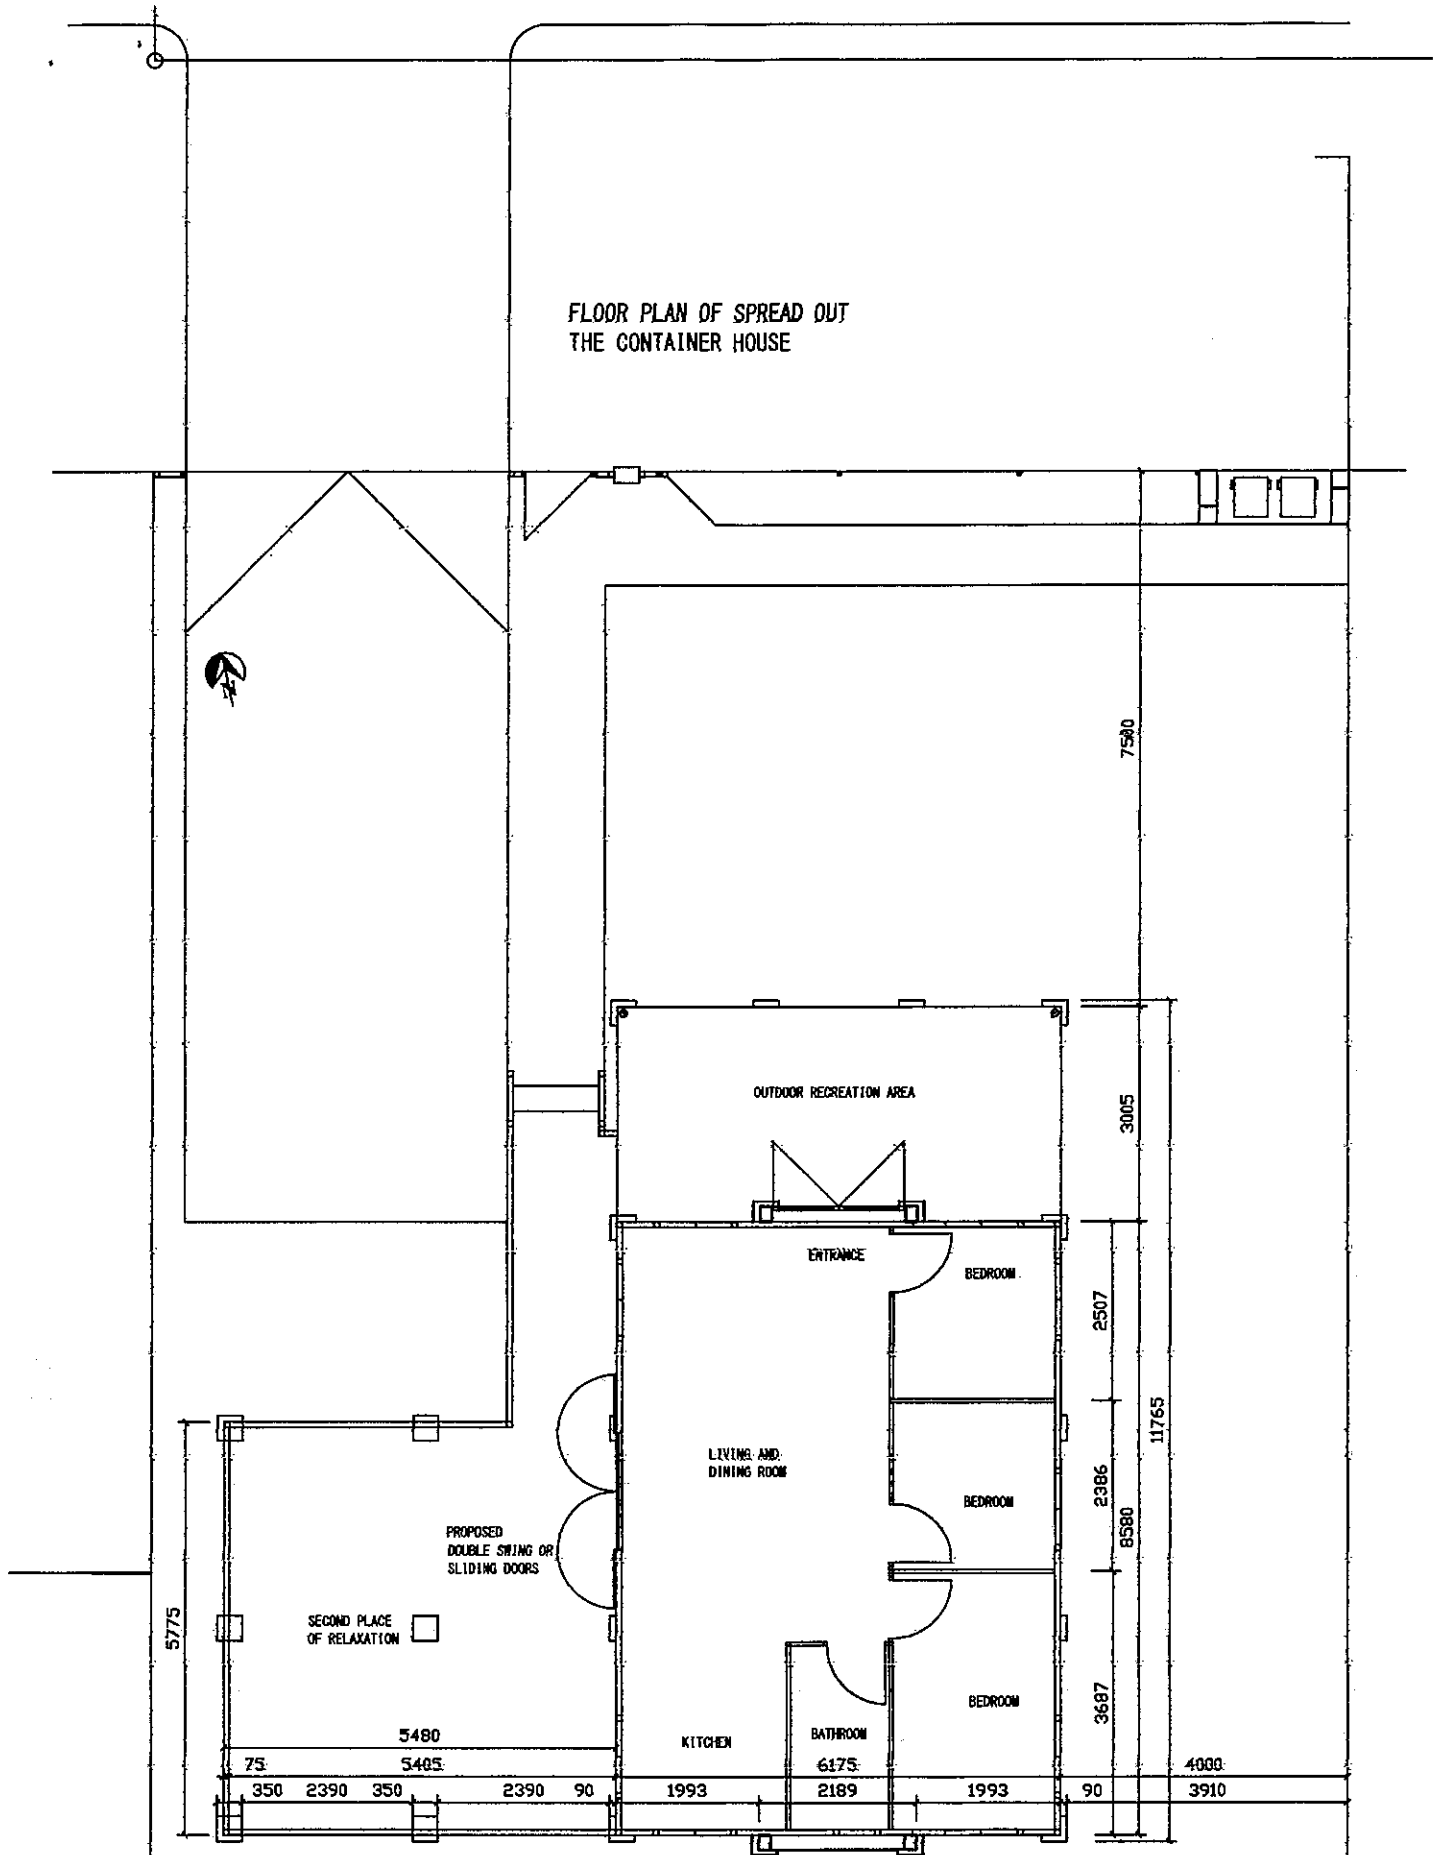 FLOOR PLAN OF SPREAD OUT
THE CONTAINER HOUSE
N
7500
OUTDOOR RECREATION AREA
3005
ENTRANCE
BEDROOM
2507
11765
LIVING AND
DINING ROOM
BEDROOM
2386
8580
PROPOSED
DOUBLE SWING OR
SLIDING DOORS
5775
SECOND PLACE
OF RELAXATION
BEDROOM
3687
5480
KITCHEN
BATHROOM
75 5405 6175 4000
350 2390 350 2390 90 1993 2189 1993 90 3910